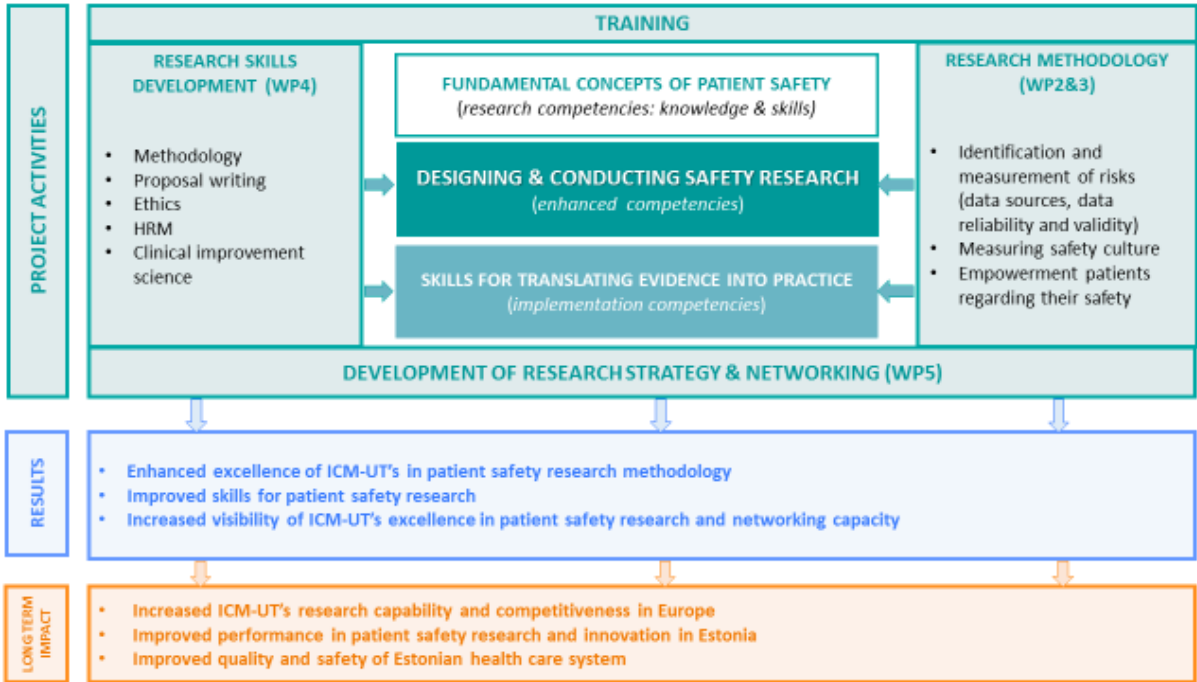 TRAINING
PROJECT ACTIVITIES
RESEARCH SKILLS
DEVELOPMENT (WP4)
• Methodology
• Proposal writing
• Ethics
• HRM
• Clinical improvement
science
FUNDAMENTAL CONCEPTS OF PATIENT SAFETY
(research competencies: knowledge & skills)
DESIGNING & CONDUCTING SAFETY RESEARCH
(enhanced competencies)
SKILLS FOR TRANSLATING EVIDENCE INTO PRACTICE
(implementation competencies)
RESEARCH METHODOLOGY
(WP2&3)
• Identification and
measurement of risks
(data sources, data
reliability and validity)
• Measuring safety culture
• Empowerment patients
regarding their safety
DEVELOPMENT OF RESEARCH STRATEGY & NETWORKING (WP5)
RESULTS
• Enhanced excellence of ICM-UT's in patient safety research methodology
• Improved skills for patient safety research
• Increased visibility of ICM-UT's excellence in patient safety research and networking capacity
LONG TERM
IMPACT
• Increased ICM-UT's research capability and competitiveness in Europe
• Improved performance in patient safety research and innovation in Estonia
• Improved quality and safety of Estonian health care system